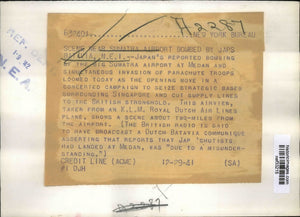 A2287
NEW YORK BUREAU
SCENE NEAR SUMATRA AIRPORT BOMBED BY JAPS
BATAVIA, N.E.I. -- JAPAN'S REPORTED BOMBING
OF THE BIG SUMATRA AIRPORT AT MEDAN AND
SIMULTANEOUS INVASION OF PARACHUTE TROOPS
LOOMED TODAY AS THE OPENING MOVE IN A
CONCERTED CAMPAIGN TO SEIZE STRATEGIC BASES
SURROUNDING SINGAPORE AND CUT SUPPLY LINES
TO THE BRITISH STRONGHOLD. THIS AIRVIEW,
TAKEN FROM AN K.L.M. ROYAL DUTCH AIR LINES
PLANE, SHOWS A SCENE ABOUT TWO-MILES FROM
THE AIRPORT. (THE BRITISH RADIO IS SAID
TO HAVE BROADCAST A DUTCH BATAVIA COMMUNIQUE
ASSERTING THAT REPORTS THAT JAP "CHUTISTS"
HAD LANDED AT MEDAN, WAS "DUE TO A MISUNDER-
STANDING.")
CREDIT LINE (ACME) 12-29-41 (SA)
N.E.A.